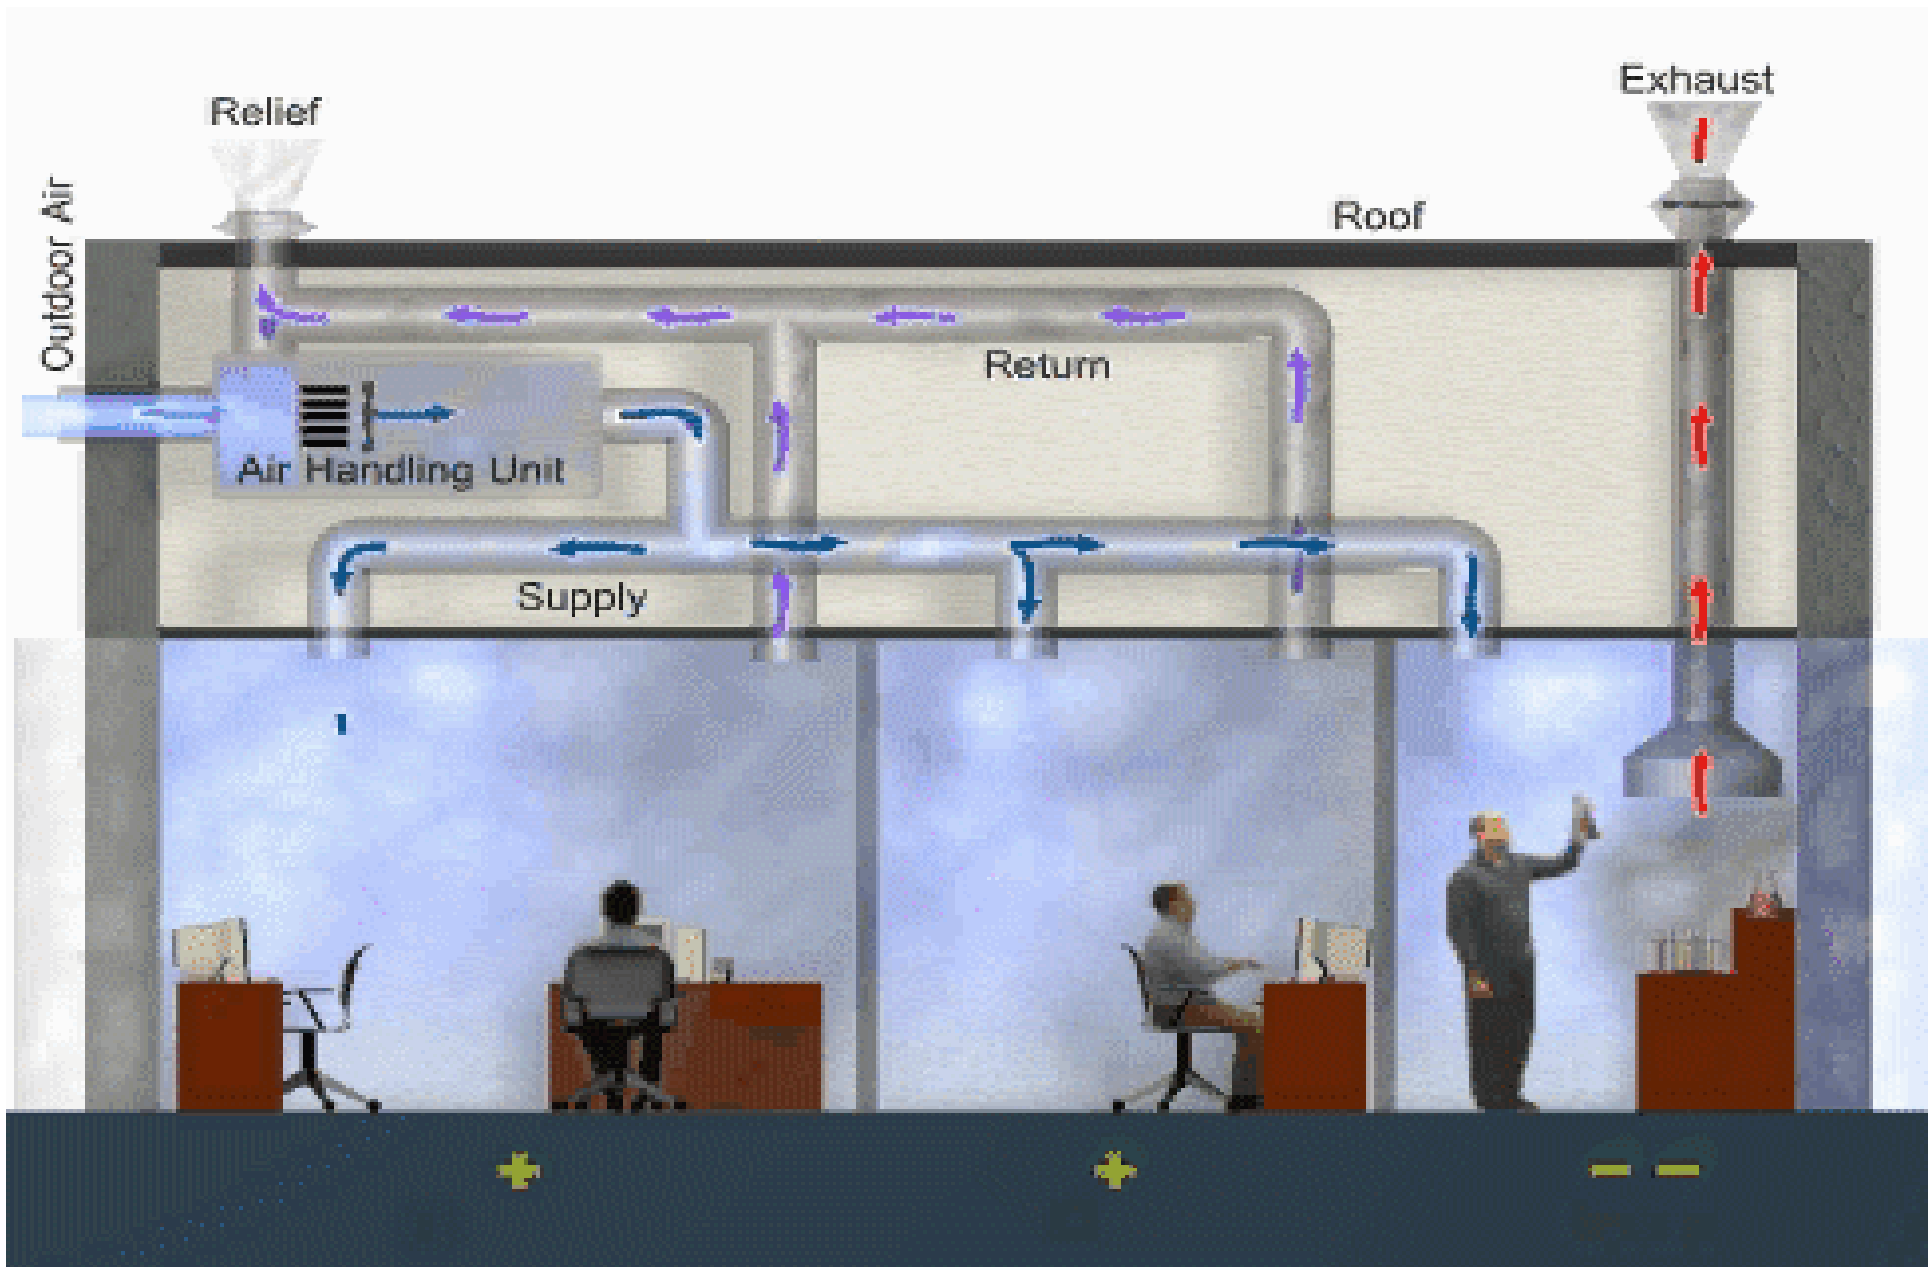 Exhaust
Relief
Outdoor Air
Roof
Return
Air Handling Unit
Supply